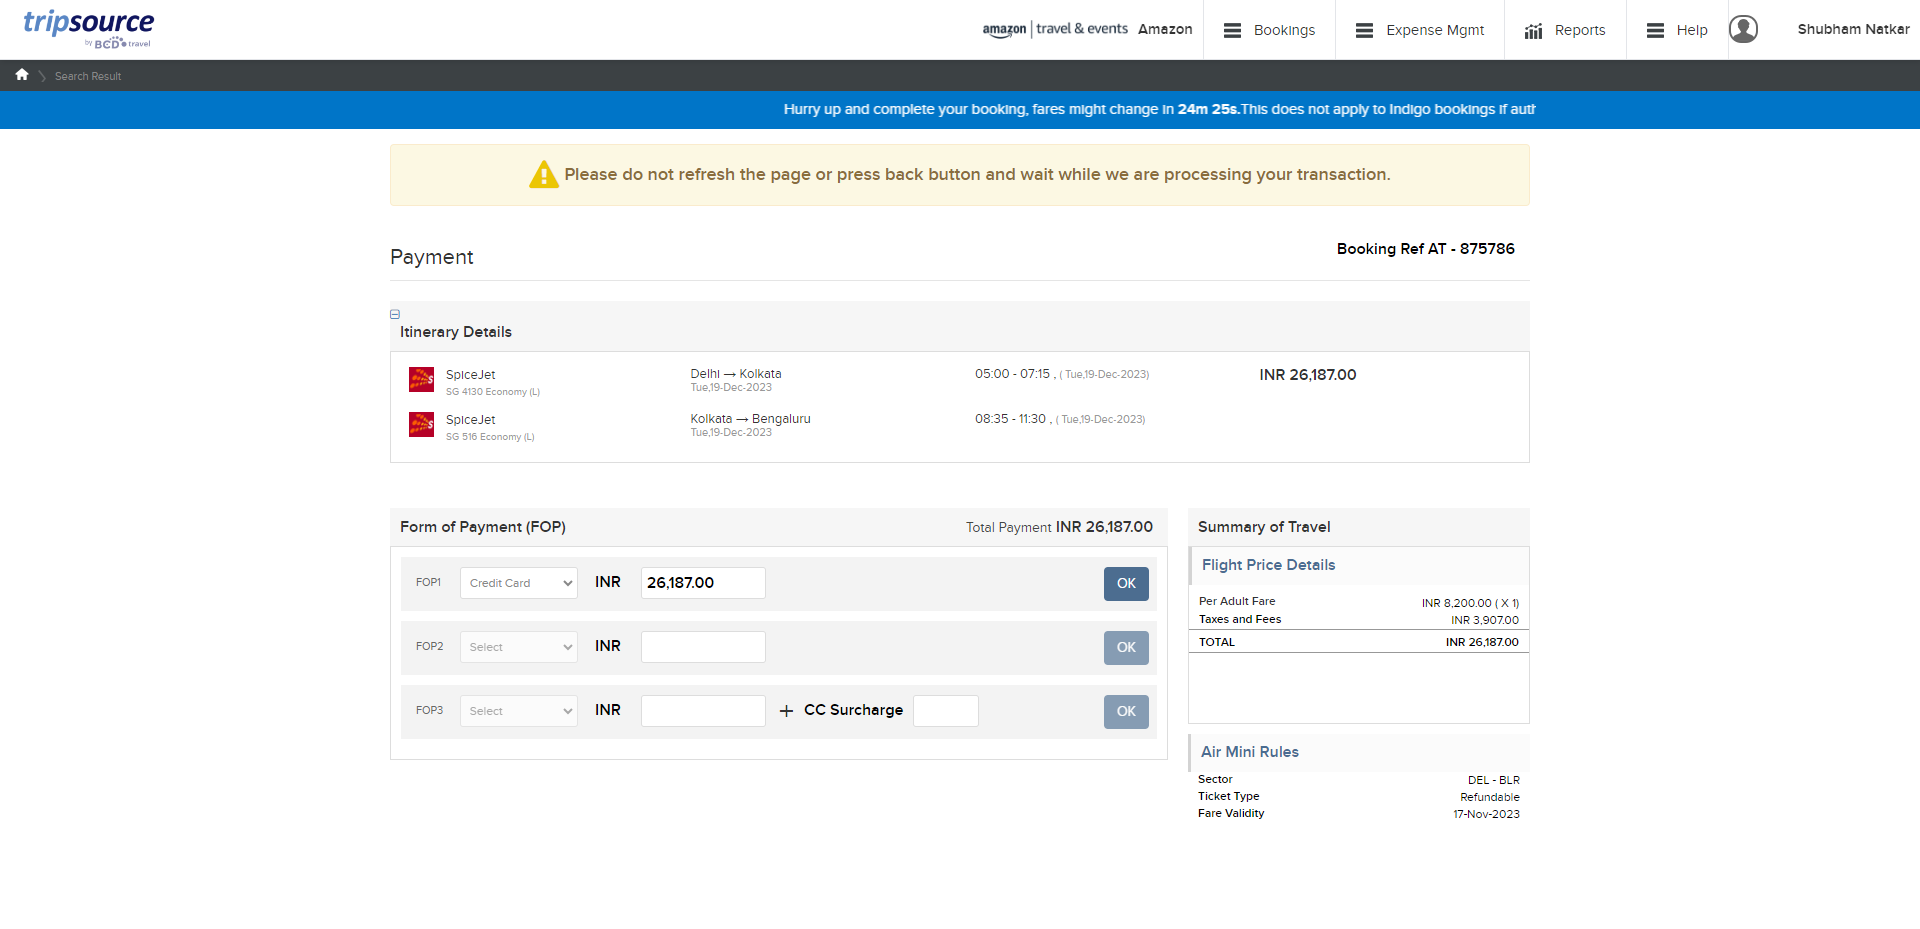 tripsource
by BCD travel
amazon | travel & events Amazon
Bookings
Expense Mgmt
Reports
Help
Shubham Natkar
Search Result
Hurry up and complete your booking, fares might change in 24m 25s.This does not apply to Indigo bookings if auth
Please do not refresh the page or press back button and wait while we are processing your transaction.
Payment
Booking Ref AT - 875786
Itinerary Details
SpiceJet Delhi → Kolkata 05:00 - 07:15 , ( Tue,19-Dec-2023) INR 26,187.00
SG 4130 Economy (L) Tue,19-Dec-2023
SpiceJet Kolkata → Bengaluru 08:35 - 11:30 , ( Tue,19-Dec-2023)
SG 516 Economy (L) Tue,19-Dec-2023
Form of Payment (FOP) Total Payment INR 26,187.00
FOP1 Credit Card INR 26,187.00 OK
FOP2 Select INR OK
FOP3 Select INR + CC Surcharge OK
Summary of Travel
Flight Price Details
Per Adult Fare INR 8,200.00 ( X 1)
Taxes and Fees INR 3,907.00
TOTAL INR 26,187.00
Air Mini Rules
Sector DEL - BLR
Ticket Type Refundable
Fare Validity 17-Nov-2023